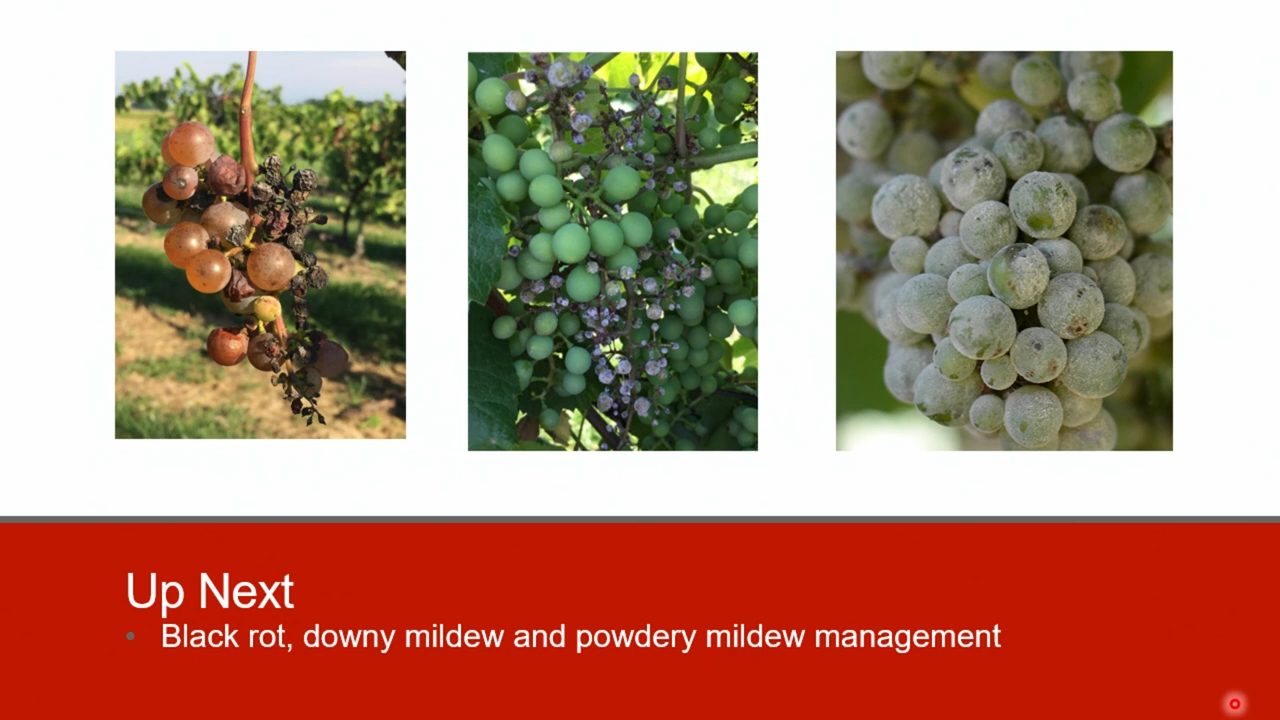 Up Next
• Black rot, downy mildew and powdery mildew management